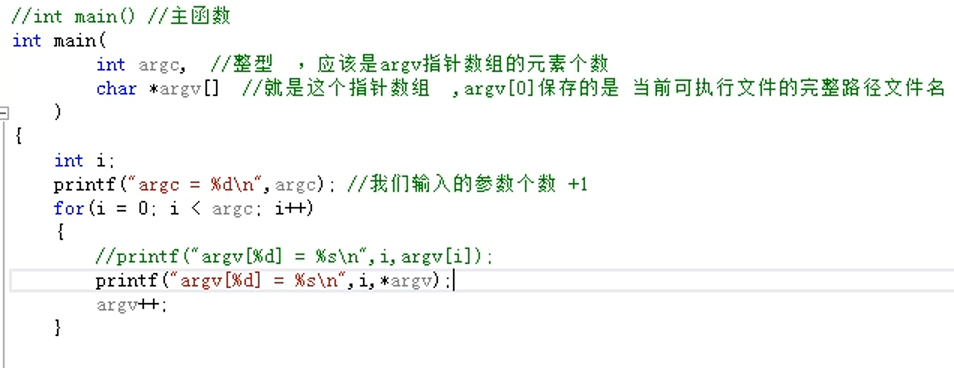 //int main() //主函数
int main(
int argc, //整型 ，应该是argv指针数组的元素个数
char *argv[] //就是这个指针数组 ,argv[0]保存的是 当前可执行文件的完整路径文件名
)
{
int i;
printf("argc = %d\n",argc); //我们输入的参数个数 +1
for(i = 0; i < argc; i++)
{
//printf("argv[%d] = %s\n",i,argv[i]);
printf("argv[%d] = %s\n",i,*argv);
argv++;
}